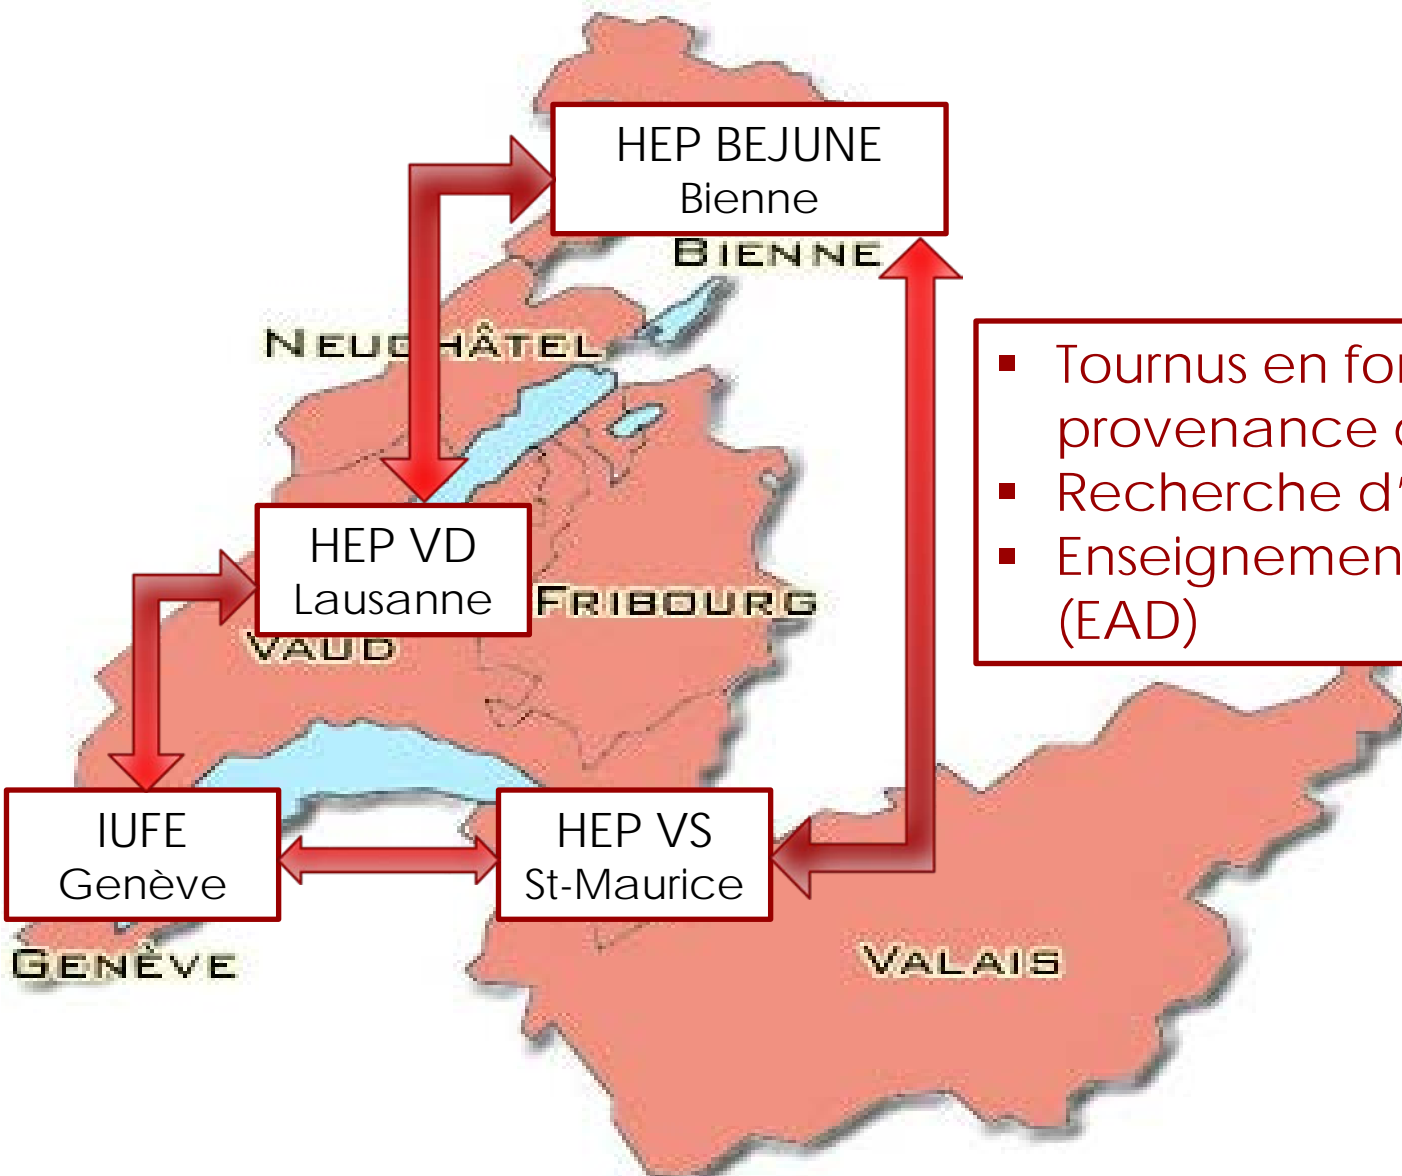 HEP BEJUNE
Bienne
BIENNE
NEUCHÂTEL
▪ Tournus en
provenance
▪ Recherche
▪
(EAD)
HEP VD
Lausanne
FRIBOURG
VAUD
IUFE
Genève
HEP VS
St-Maurice
GENÈVE
VALAIS